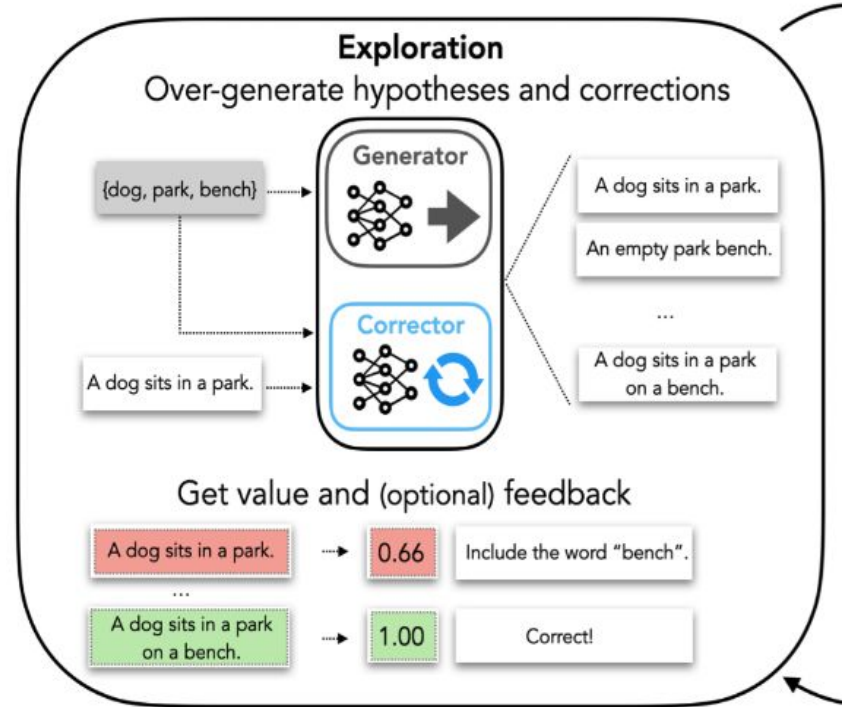 Exploration
Over-generate hypotheses and corrections
Generator
{dog, park, bench}
A dog sits in a park.
An empty park bench.
...
Corrector
A dog sits in a park.
A dog sits in a park
on a bench.
Get value and (optional) feedback
A dog sits in a park.
0.66
Include the word “bench”.
...
A dog sits in a park
on a bench.
1.00
Correct!